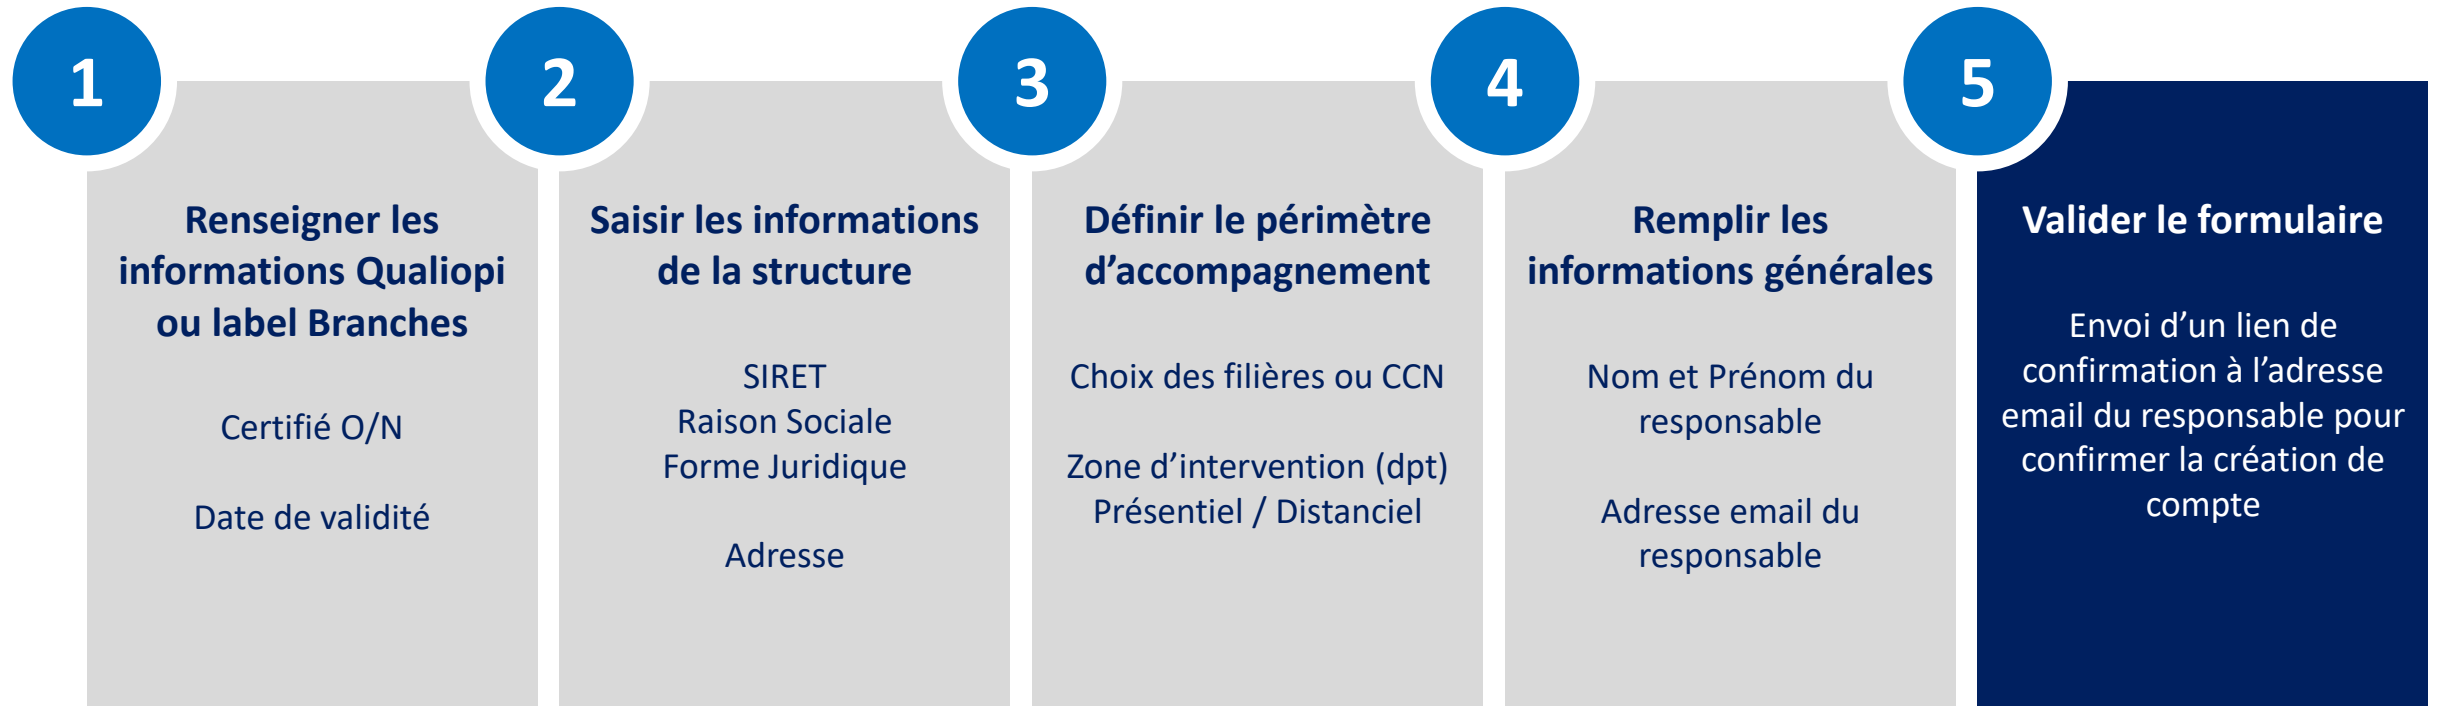 1
Renseigner les
informations Qualiopi
ou label Branches
Certifié O/N
Date de validité
2
Saisir les informations
de la structure
SIRET
Raison Sociale
Forme Juridique
Adresse
3
Définir le périmètre
d’accompagnement
Choix des filières ou CCN
Zone d’intervention (dpt)
Présentiel / Distanciel
4
Remplir les
informations générales
Nom et Prénom du
responsable
Adresse email du
responsable
5
Valider le formulaire
Envoi d’un lien de
confirmation à l’adresse
email du responsable pour
confirmer la création de
compte